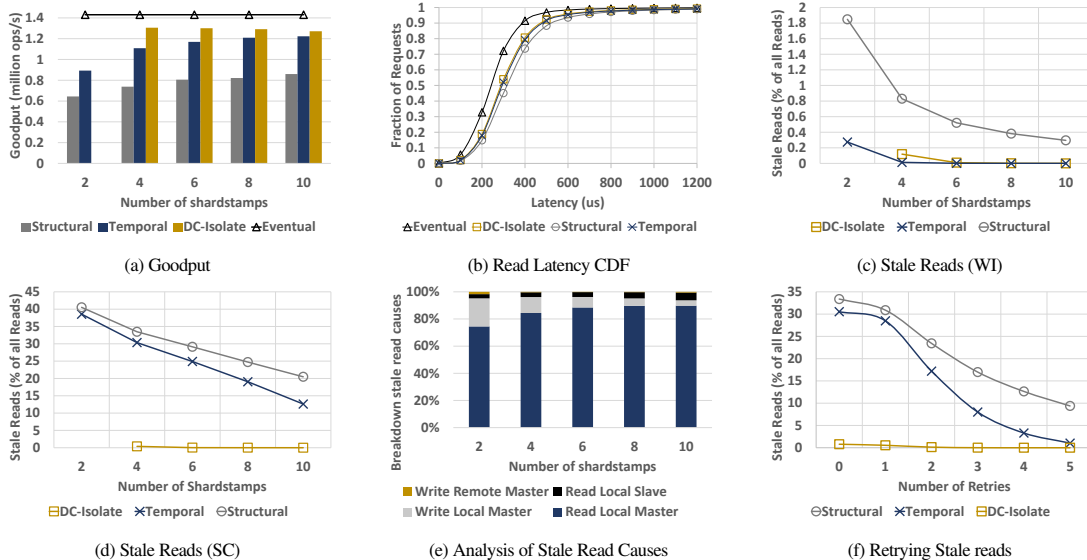 Goodput (million ops/s)
1.4
1.2
1
0.8
0.6
0.4
0.2
0
2 4 6 8 10
Number of shardstamps
Structural Temporal DC-Isolate Eventual
(a) Goodput
Fraction of Requests
1
0.9
0.8
0.7
0.6
0.5
0.4
0.3
0.2
0.1
0
0 200 400 600 800 1000 1200
Latency (us)
Eventual DC-Isolate Structural Temporal
(b) Read Latency CDF
Stale Reads (% of all Reads)
2
1.8
1.6
1.4
1.2
1
0.8
0.6
0.4
0.2
0
2 4 6 8 10
Number of Shardstamps
DC-Isolate Temporal Structural
(c) Stale Reads (WI)
Stale Reads (% of all Reads)
45
40
35
30
25
20
15
10
5
0
2 4 6 8 10
Number of Shardstamps
DC-Isolate Temporal Structural
(d) Stale Reads (SC)
Breakdown stale read causes
100%
80%
60%
40%
20%
0%
2 4 6 8 10
Number of shardstamps
Write Remote Master Read Local Slave
Write Local Master Read Local Master
(e) Analysis of Stale Read Causes
Stale Reads (% of all Reads)
35
30
25
20
15
10
5
0
0 1 2 3 4 5
Number of Retries
Structural Temporal DC-Isolate
(f) Retrying Stale reads